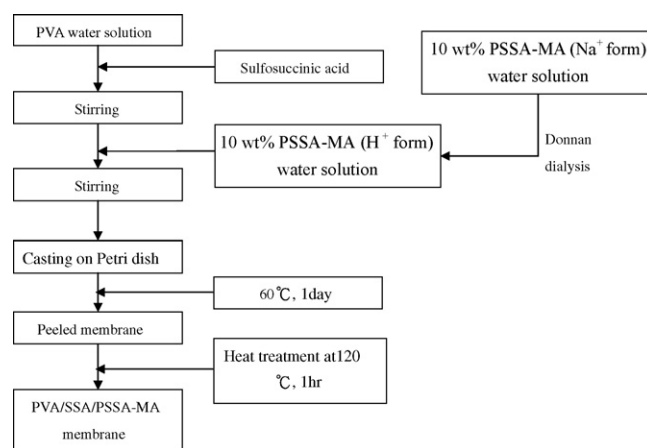 PVA water solution
Sulfosuccinic acid
10 wt% PSSA-MA (Na⁺ form)
water solution
Stirring
10 wt% PSSA-MA (H⁺ form)
water solution
Donnan
dialysis
Stirring
Casting on Petri dish
60℃, 1day
Peeled membrane
Heat treatment at120
℃, 1hr
PVA/SSA/PSSA-MA
membrane